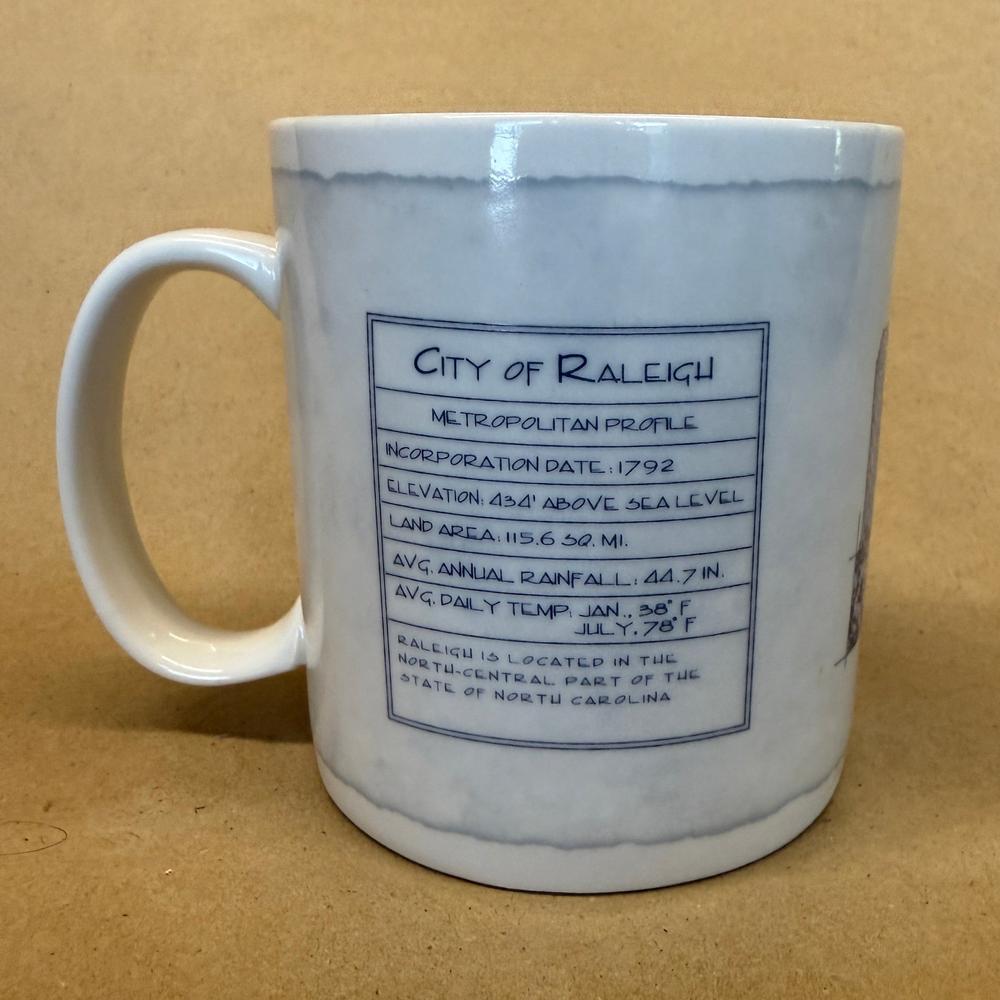 CITY OF RALEIGH
METROPOLITAN PROFILE
INCORPORATION DATE: 1792
ELEVATION: 434' ABOVE SEA LEVEL
LAND AREA: 115.6 SQ. MI.
AVG. ANNUAL RAINFALL: 44.7 IN.
AVG. DAILY TEMP: JAN., 38° F
JULY, 78° F
RALEIGH IS LOCATED IN THE
NORTH-CENTRAL PART OF THE
STATE OF NORTH CAROLINA